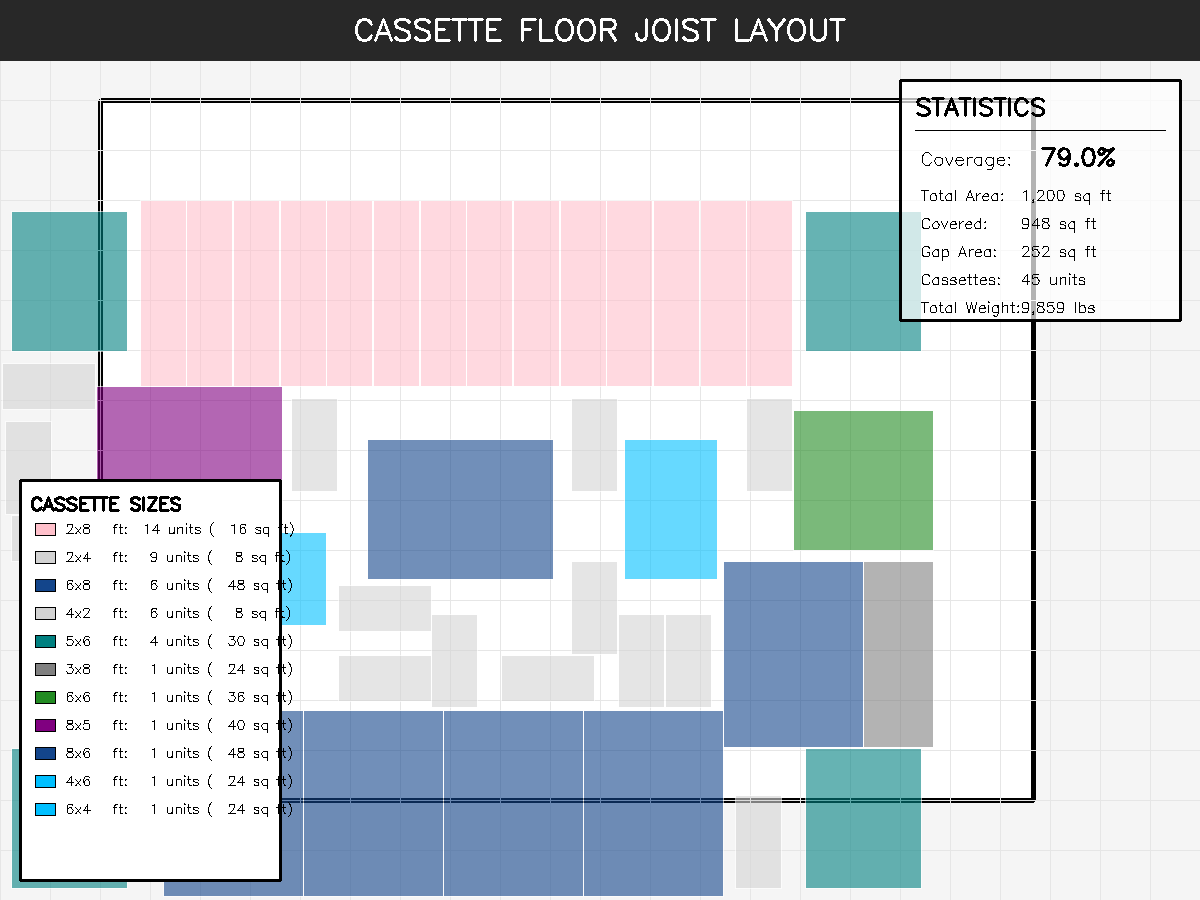 CASSETTE FLOOR JOIST LAYOUT
STATISTICS
Coverage: 79.0%
Total Area: 1,200 sq ft
Covered: 948 sq ft
Gap Area: 252 sq ft
Cassettes: 45 units
Total Weight:9,859 lbs
CASSETTE SIZES
2x8 ft: 14 units ( 16 sq ft)
2x4 ft: 9 units ( 8 sq ft)
6x8 ft: 6 units ( 48 sq ft)
4x2 ft: 6 units ( 8 sq ft)
5x6 ft: 4 units ( 30 sq ft)
3x8 ft: 1 units ( 24 sq ft)
6x6 ft: 1 units ( 36 sq ft)
8x5 ft: 1 units ( 40 sq ft)
8x6 ft: 1 units ( 48 sq ft)
4x6 ft: 1 units ( 24 sq ft)
6x4 ft: 1 units ( 24 sq ft)